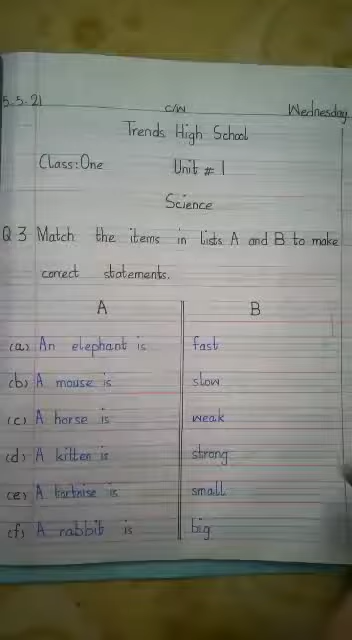 5.5.21 C/W Wednesday
Trends High School
Class:One Unit # 1
Science
Q 3 Match the items in lists A and B to make
correct statements.
A B
(a) An elephant is fast
(b) A mouse is slow
(c) A horse is weak
(d) A kitten is strong
(e) A tortoise is small
(f) A rabbit is big